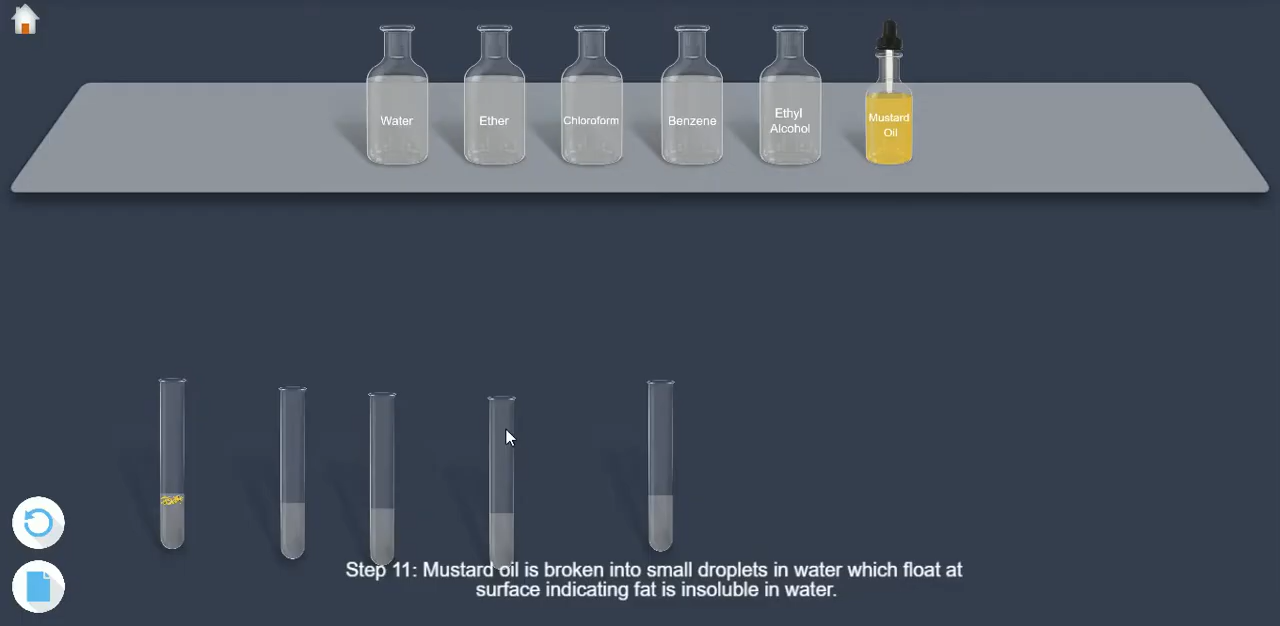 Water
Ether
Chloroform
Benzene
Ethyl
Alcohol
Mustard
Oil
Step 11: Mustard oil is broken into small droplets in water which float at
surface indicating fat is insoluble in water.